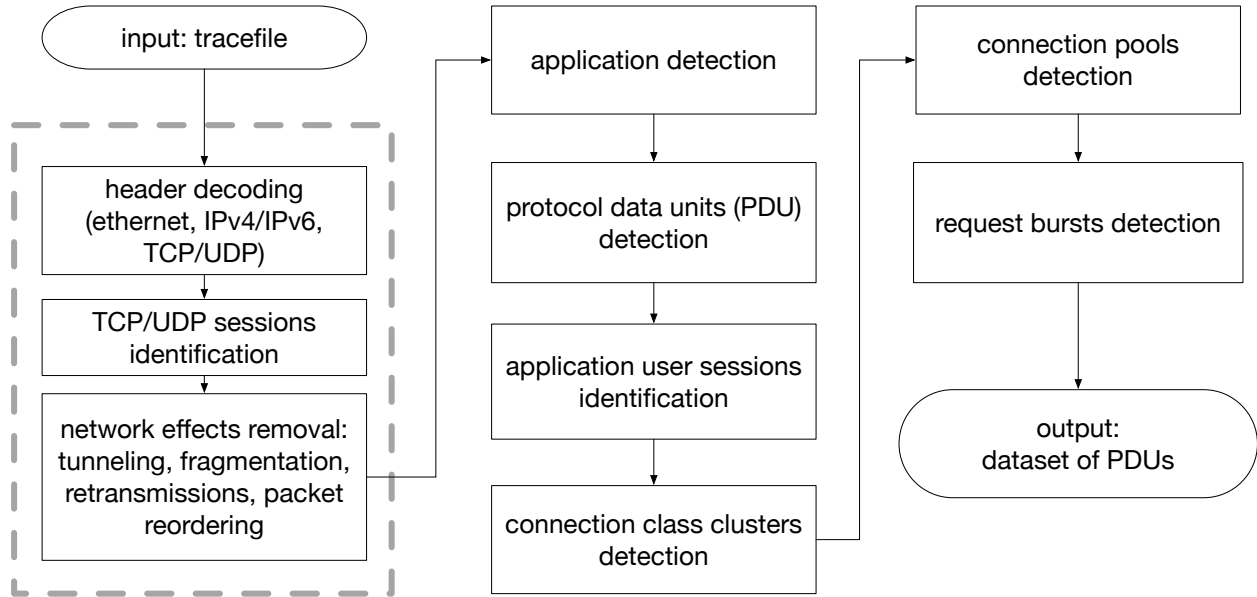 input: tracefile
header decoding
(ethernet, IPv4/IPv6,
TCP/UDP)
TCP/UDP sessions
identification
network effects removal:
tunneling, fragmentation,
retransmissions, packet
reordering
application detection
protocol data units (PDU)
detection
application user sessions
identification
connection class clusters
detection
connection pools
detection
request bursts detection
output:
dataset of PDUs